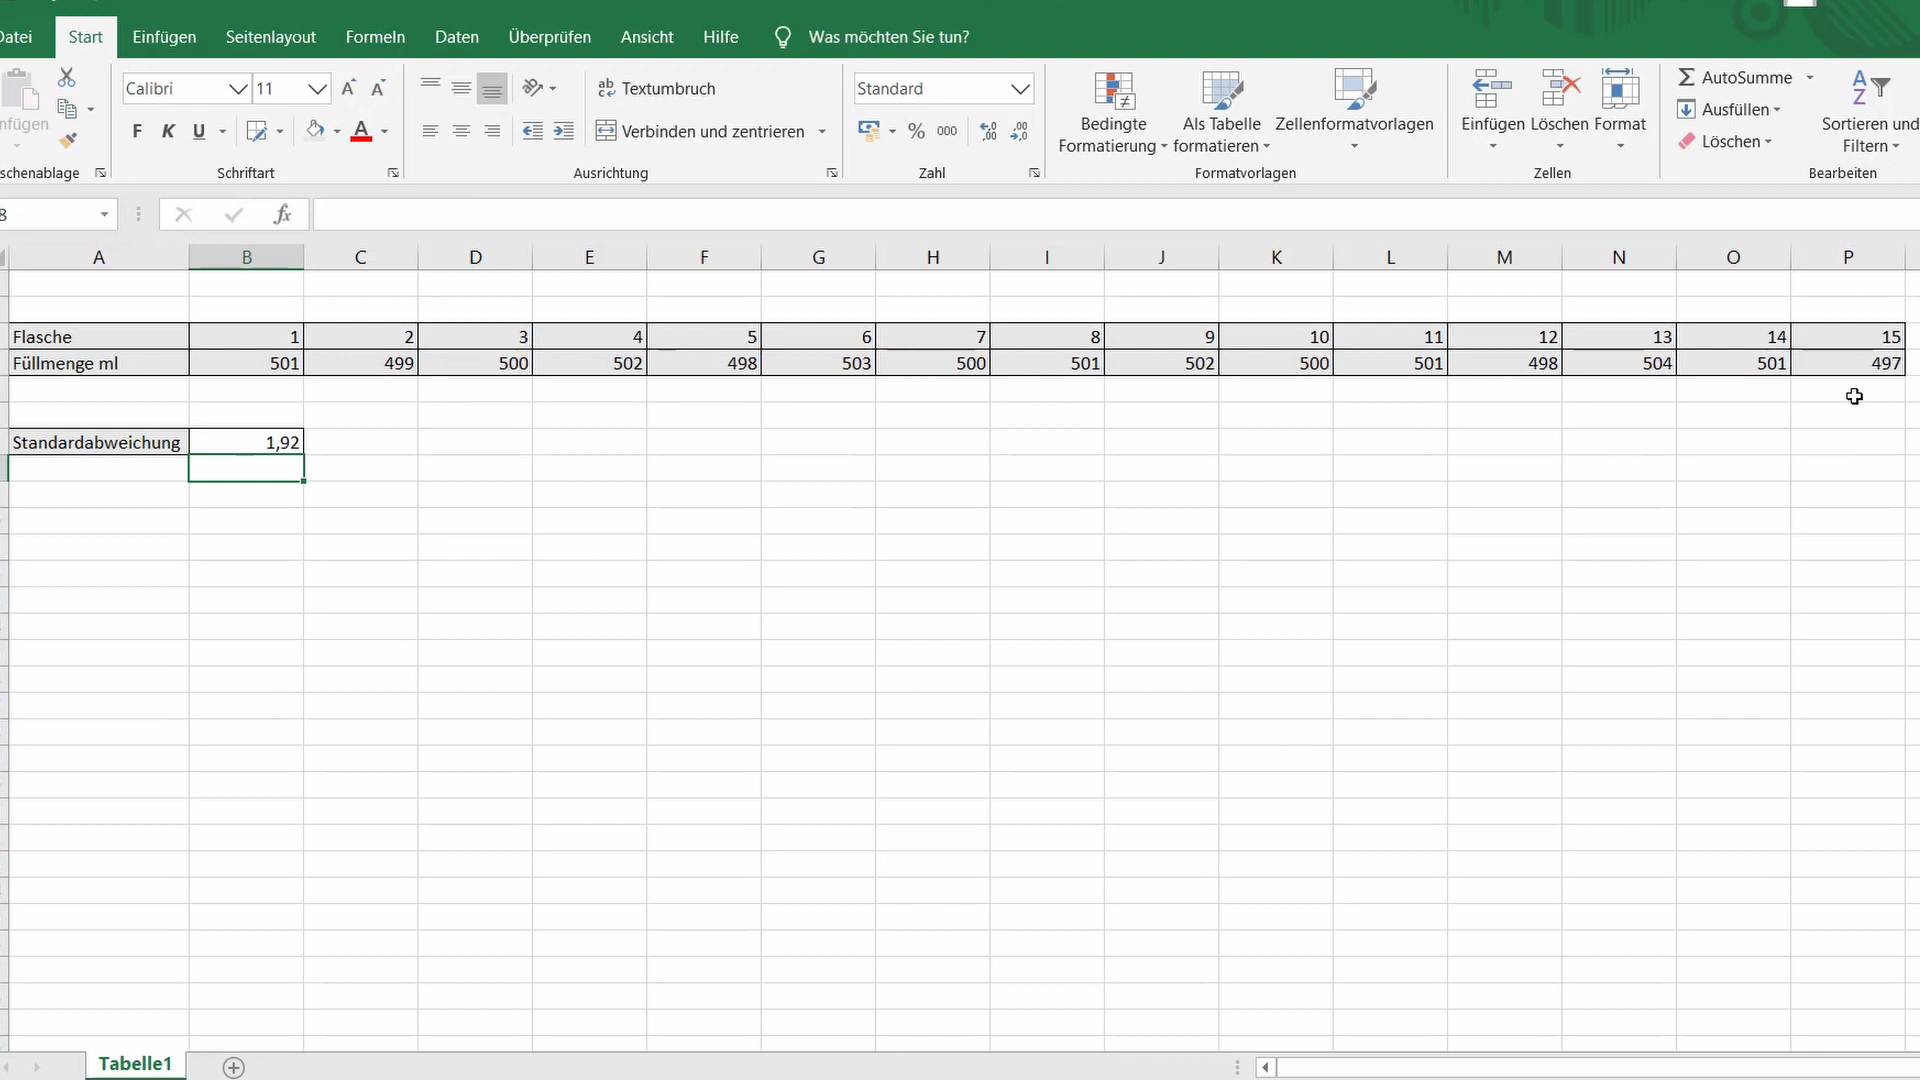 Datei Start Einfügen Seitenlayout Formeln Daten Überprüfen Ansicht Hilfe Was möchten Sie tun?
Calibri 11 Textumbruch Standard AutoSumme
nfügen F K U Verbinden und zentrieren % 000 Bedingte Als Tabelle Zellenformatvorlagen Einfügen Löschen Format Ausfüllen Sortieren und
Formatierung formatieren Löschen Filtern
schenablage Schriftart Ausrichtung Zahl Formatvorlagen Zellen Bearbeiten
8 fx
A B C D E F G H I J K L M N O P
Flasche 1 2 3 4 5 6 7 8 9 10 11 12 13 14 15
Füllmenge ml 501 499 500 502 498 503 500 501 502 500 501 498 504 501 497
Standardabweichung 1,92
Tabelle1